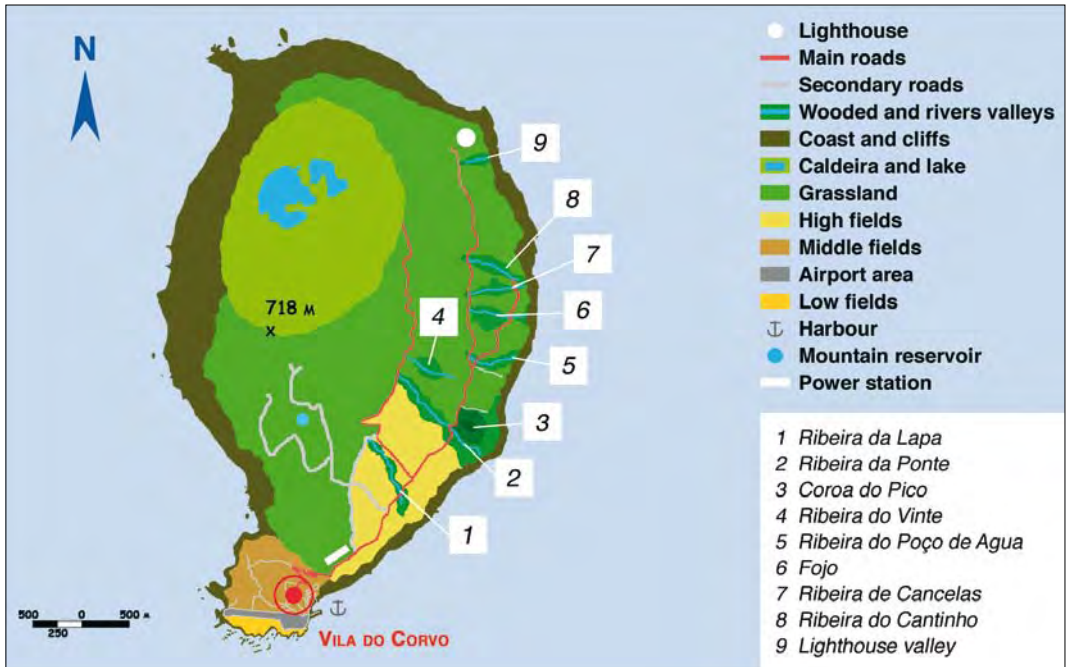 N
718 M
x
9
8
7
6
5
4
3
2
1
500 0 500 M
250
VILA DO CORVO
Lighthouse
Main roads
Secondary roads
Wooded and rivers valleys
Coast and cliffs
Caldeira and lake
Grassland
High fields
Middle fields
Airport area
Low fields
Harbour
Mountain reservoir
Power station
1 Ribeira da Lapa
2 Ribeira da Ponte
3 Coroa do Pico
4 Ribeira do Vinte
5 Ribeira do Poço de Agua
6 Fojo
7 Ribeira de Cancelas
8 Ribeira do Cantinho
9 Lighthouse valley